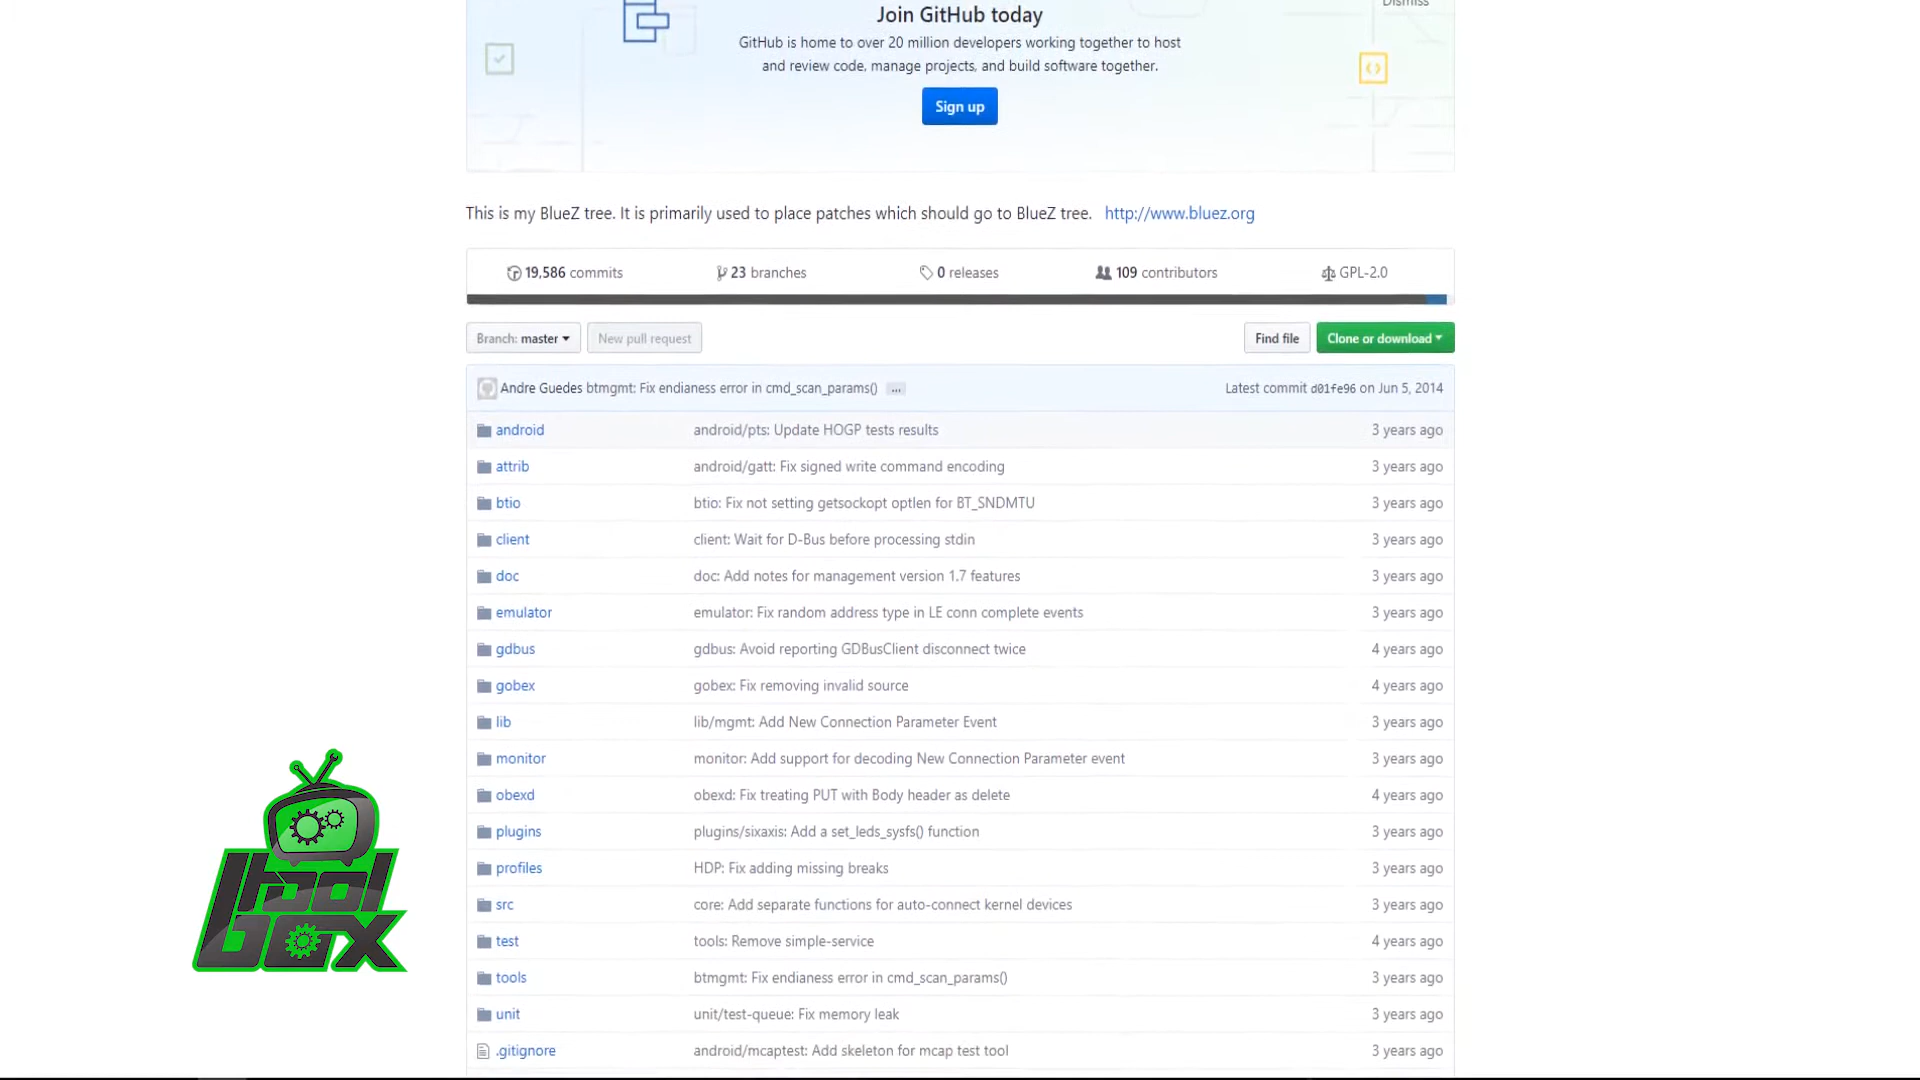 Dismiss
Join GitHub today
GitHub is home to over 20 million developers working together to host
and review code, manage projects, and build software together.
Sign up
This is my BlueZ tree. It is primarily used to place patches which should go to BlueZ tree. http://www.bluez.org
19,586 commits 23 branches 0 releases 109 contributors GPL-2.0
Branch: master New pull request Find file Clone or download
Andre Guedes btmgmt: Fix endianess error in cmd_scan_params() ... Latest commit d01fe96 on Jun 5, 2014
android android/pts: Update HOGP tests results 3 years ago
attrib android/gatt: Fix signed write command encoding 3 years ago
btio btio: Fix not setting getsockopt optlen for BT_SNDMTU 3 years ago
client client: Wait for D-Bus before processing stdin 3 years ago
doc doc: Add notes for management version 1.7 features 3 years ago
emulator emulator: Fix random address type in LE conn complete events 3 years ago
gdbus gdbus: Avoid reporting GDBusClient disconnect twice 4 years ago
gobex gobex: Fix removing invalid source 4 years ago
lib lib/mgmt: Add New Connection Parameter Event 3 years ago
monitor monitor: Add support for decoding New Connection Parameter event 3 years ago
obexd obexd: Fix treating PUT with Body header as delete 4 years ago
plugins plugins/sixaxis: Add a set_leds_sysfs() function 3 years ago
profiles HDP: Fix adding missing breaks 3 years ago
src core: Add separate functions for auto-connect kernel devices 3 years ago
test tools: Remove simple-service 4 years ago
tools btmgmt: Fix endianess error in cmd_scan_params() 3 years ago
unit unit/test-queue: Fix memory leak 3 years ago
.gitignore android/mcaptest: Add skeleton for mcap test tool 3 years ago
box